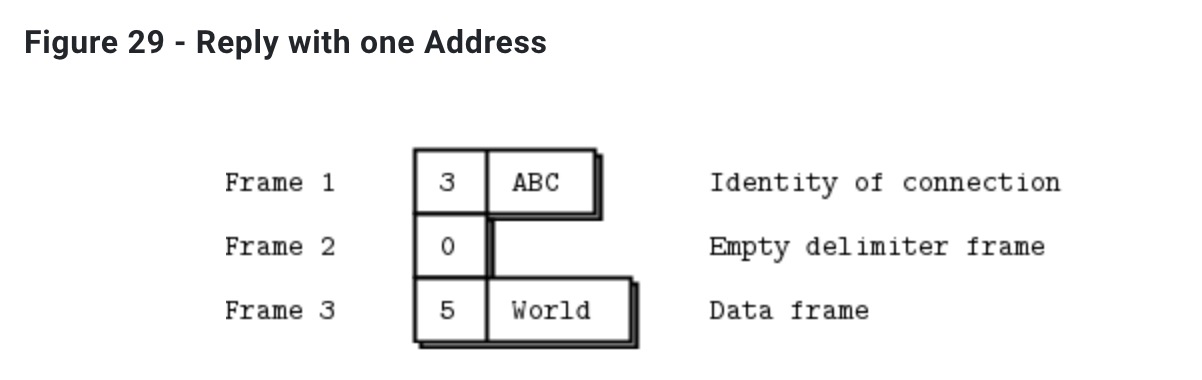 Figure 29 - Reply with one Address
Frame 1 3 ABC Identity of connection
Frame 2 0 Empty delimiter frame
Frame 3 5 World Data frame